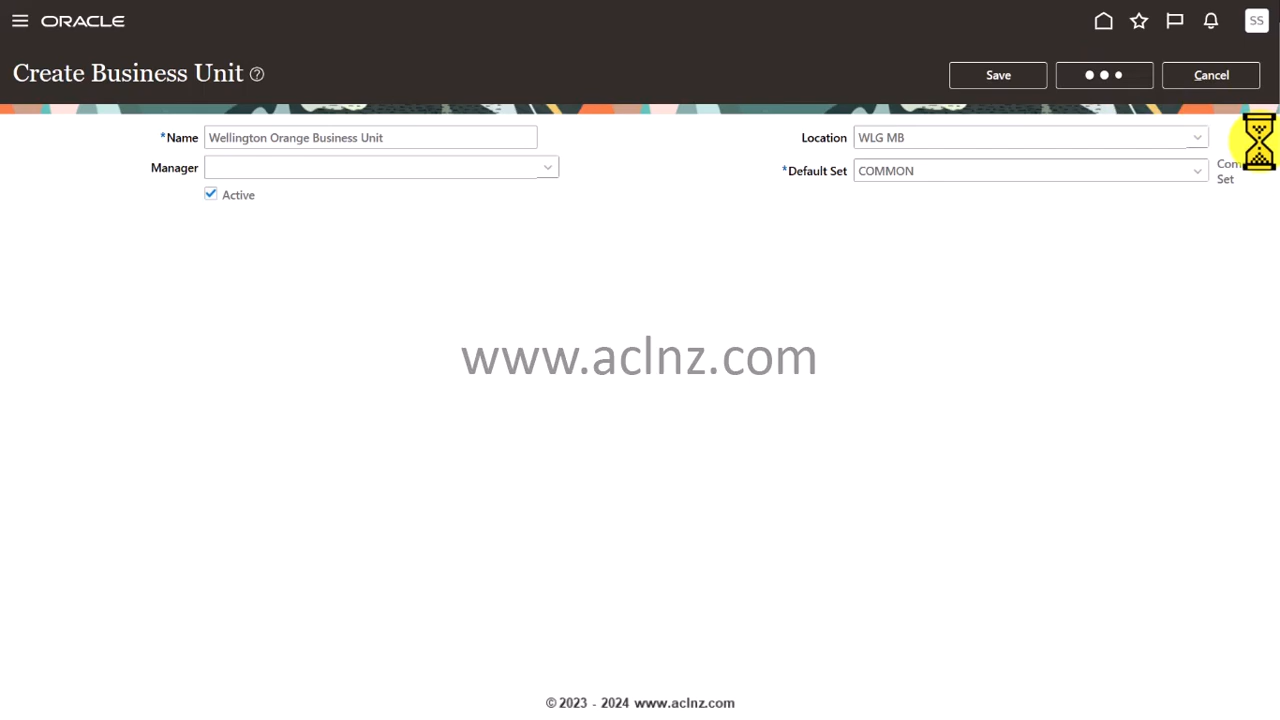 ORACLE
SS
Create Business Unit
Save
Cancel
*Name
Wellington Orange Business Unit
Location
WLG MB
Manager
*Default Set
COMMON
Set
Active
www.aclnz.com
© 2023 - 2024 www.aclnz.com